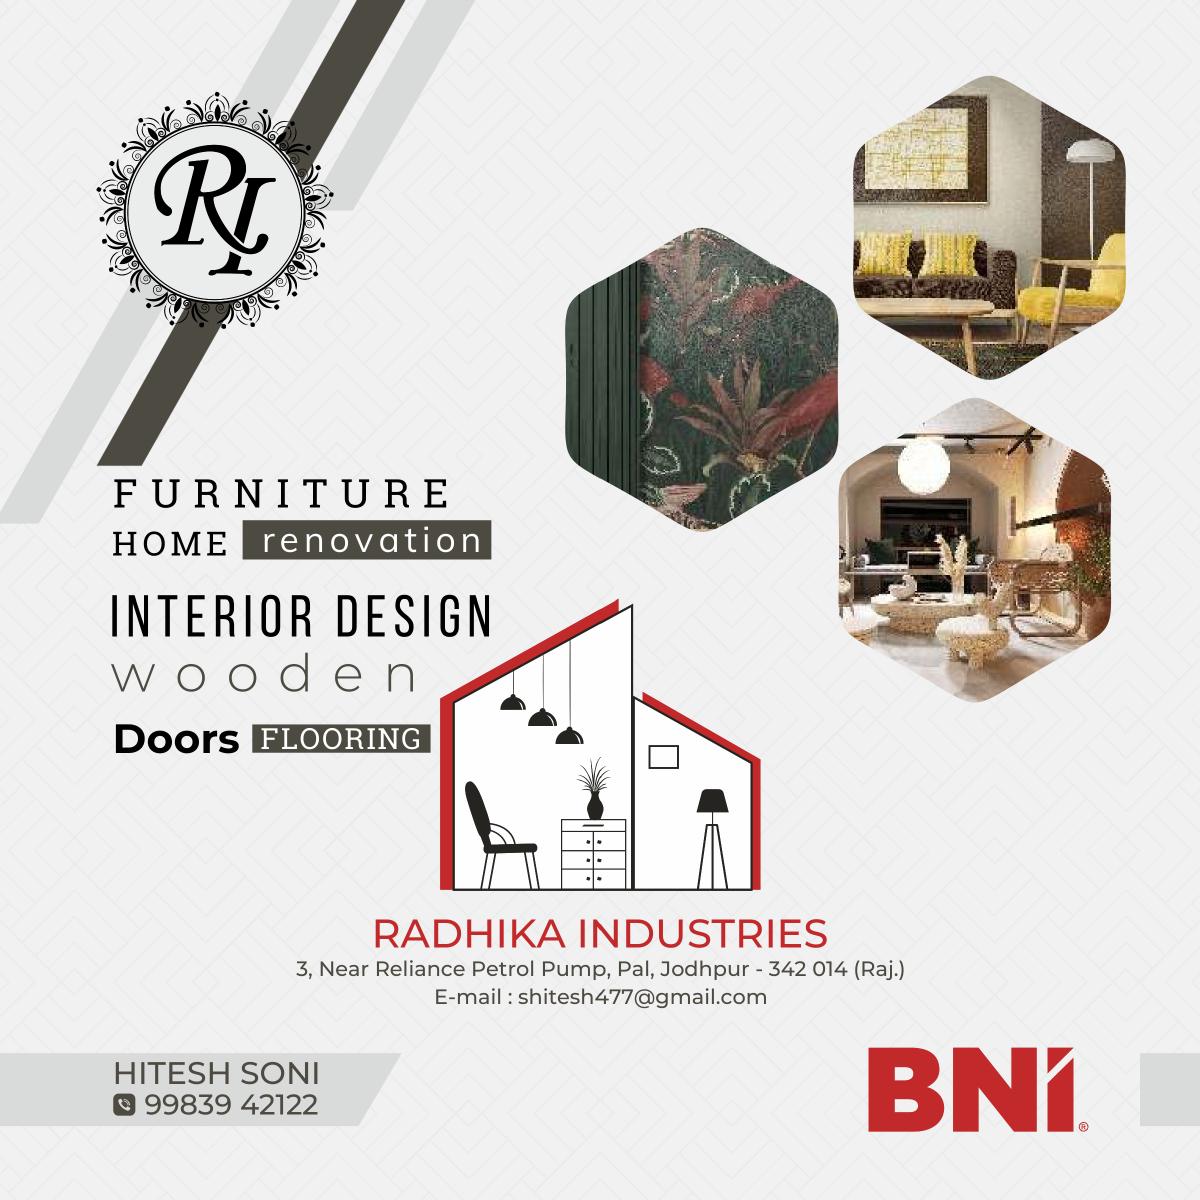 RI
FURNITURE
HOME renovation
INTERIOR DESIGN
wooden
Doors FLOORING
RADHIKA INDUSTRIES
3, Near Reliance Petrol Pump, Pal, Jodhpur - 342 014 (Raj.)
E-mail : shitesh477@gmail.com
HITESH SONI
99839 42122
BNI®